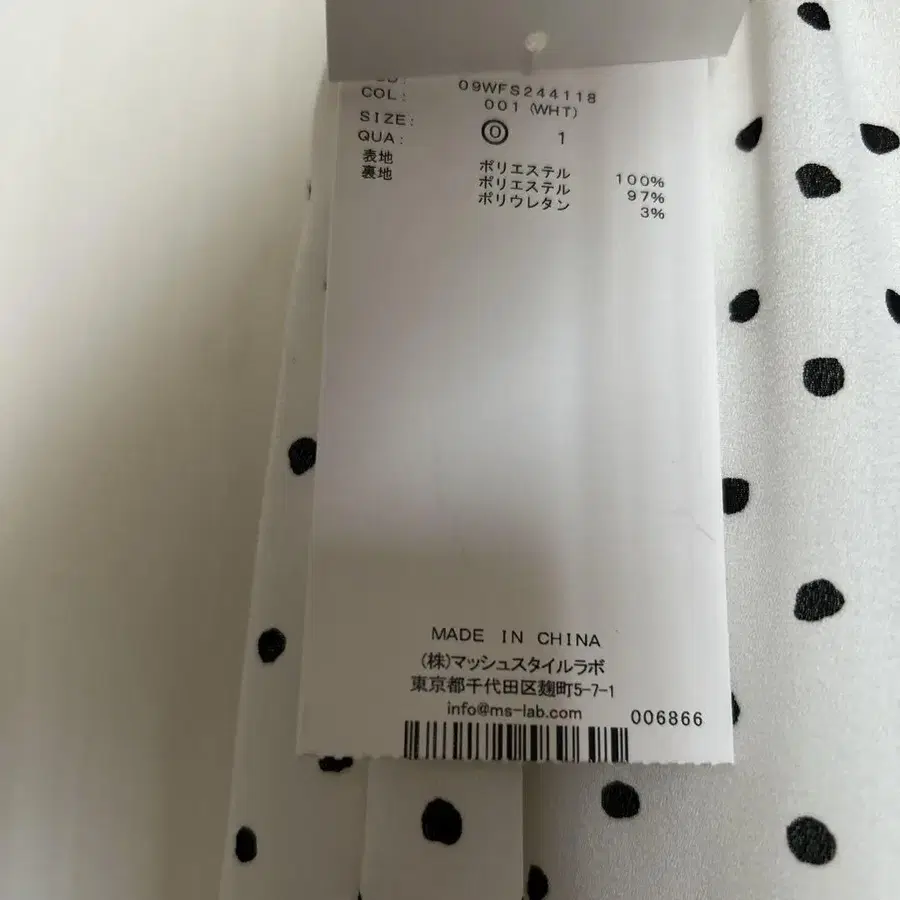 09WFS244118
COL: 001 (WHT)
SIZE: 0 1
QUA:
表地 ポリエステル 100%
裏地 ポリエステル 97%
ポリウレタン 3%
MADE IN CHINA
(株)マッシュスタイルラボ
東京都千代田区麹町5-7-1
info@ms-lab.com
006866